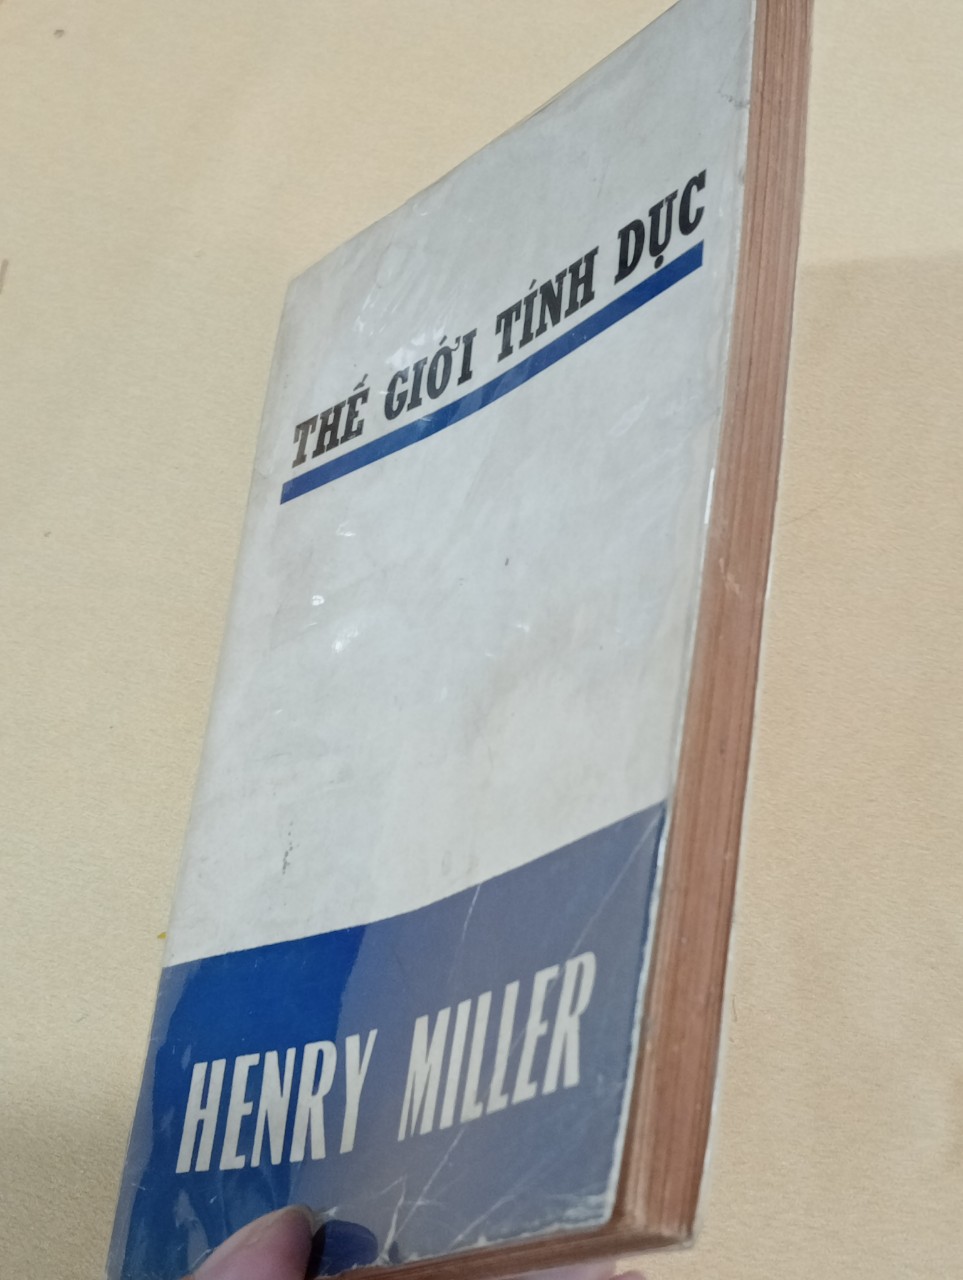 THẾ GIỚI TÍNH DỤC
HENRY MILLER